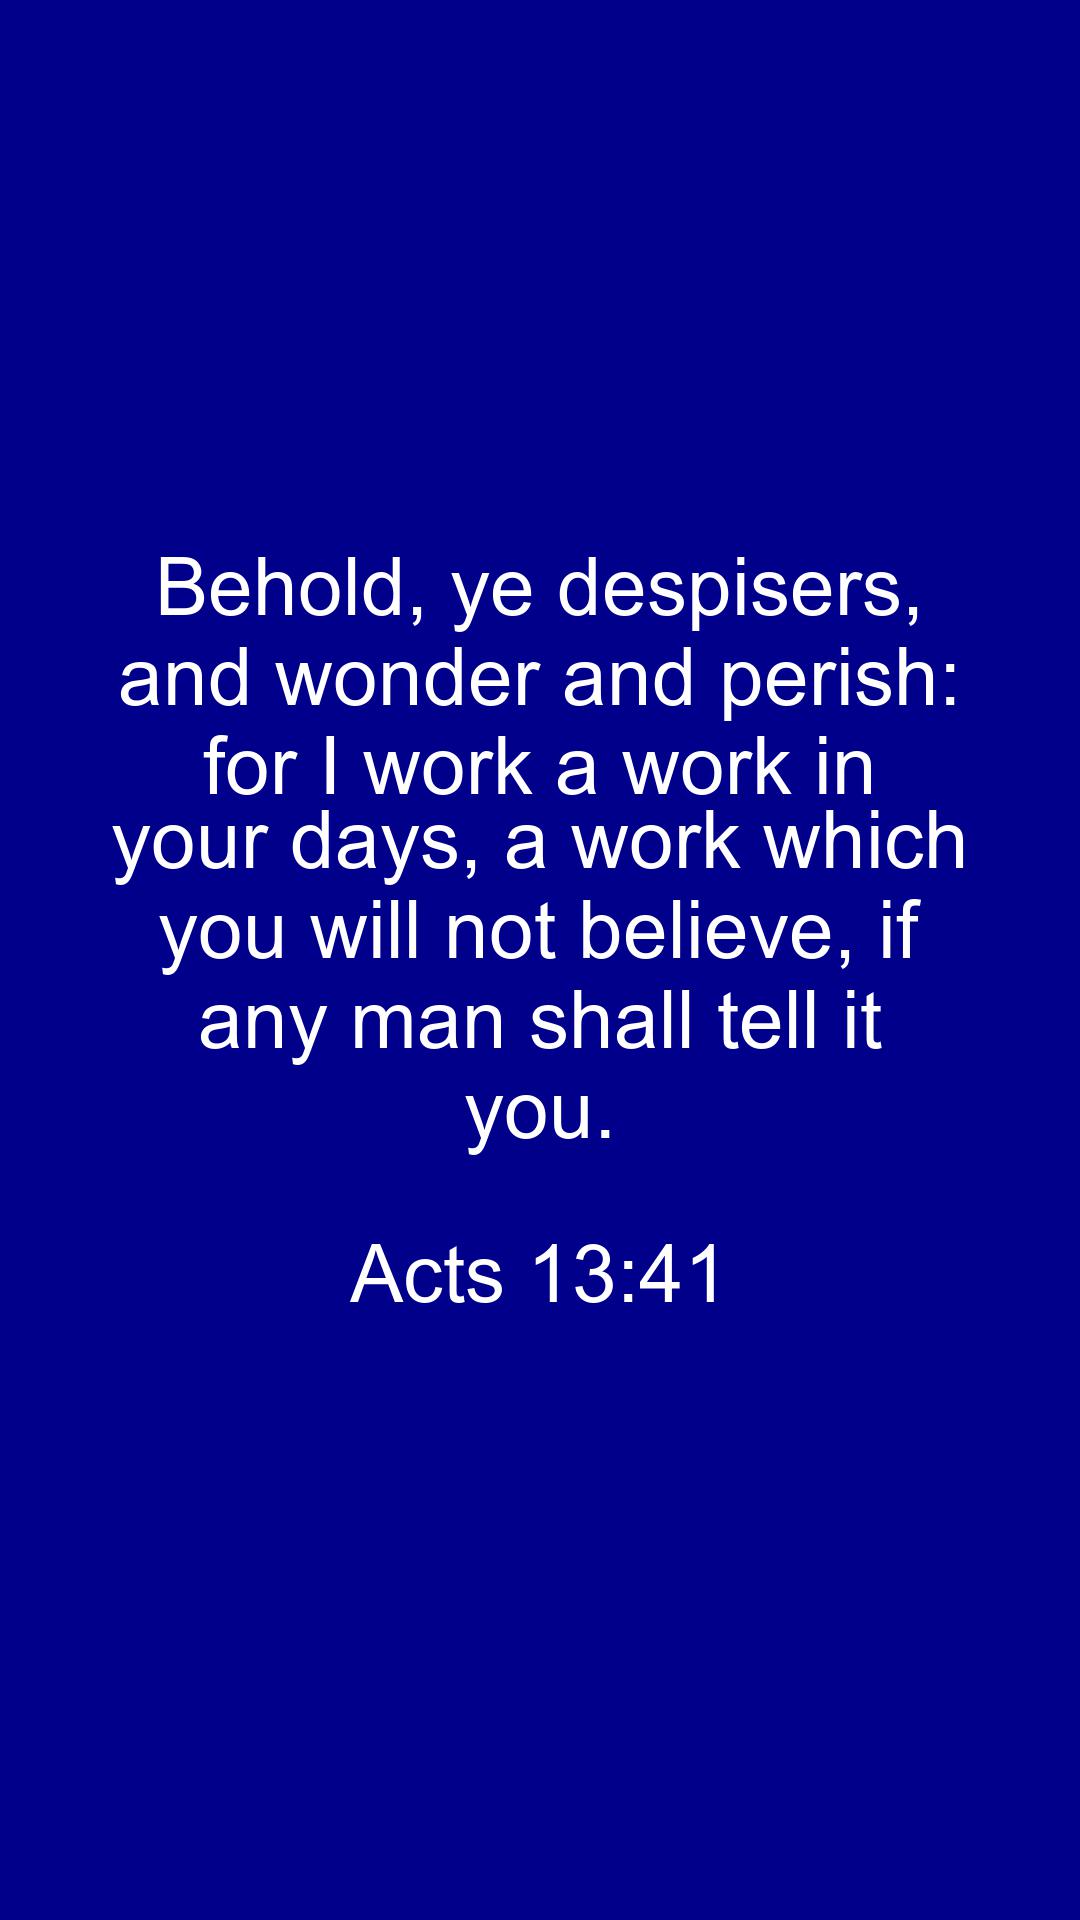 Behold, ye despisers,
and wonder and perish:
for I work a work in
your days, a work which
you will not believe, if
any man shall tell it
you.
Acts 13:41